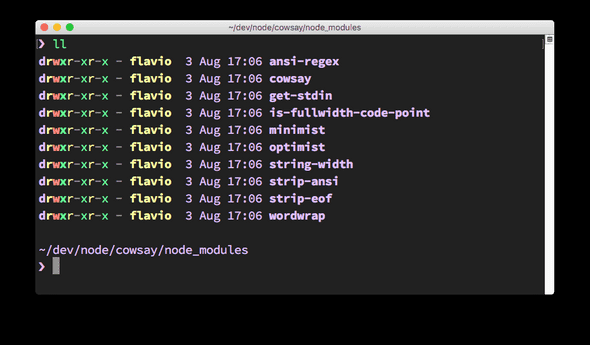 ~/dev/node/cowsay/node_modules
❯ ll
drwxr-xr-x - flavio 3 Aug 17:06 ansi-regex
drwxr-xr-x - flavio 3 Aug 17:06 cowsay
drwxr-xr-x - flavio 3 Aug 17:06 get-stdin
drwxr-xr-x - flavio 3 Aug 17:06 is-fullwidth-code-point
drwxr-xr-x - flavio 3 Aug 17:06 minimist
drwxr-xr-x - flavio 3 Aug 17:06 optimist
drwxr-xr-x - flavio 3 Aug 17:06 string-width
drwxr-xr-x - flavio 3 Aug 17:06 strip-ansi
drwxr-xr-x - flavio 3 Aug 17:06 strip-eof
drwxr-xr-x - flavio 3 Aug 17:06 wordwrap
~/dev/node/cowsay/node_modules
❯